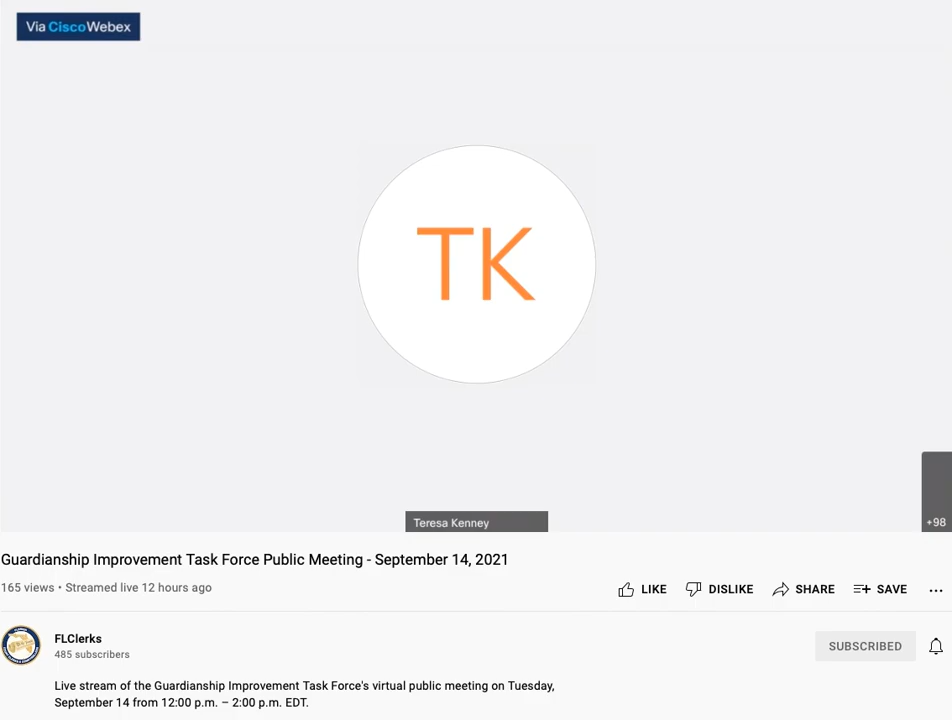 Via CiscoWebex
TK
Teresa Kenney
+98
Guardianship Improvement Task Force Public Meeting - September 14, 2021
165 views • Streamed live 12 hours ago
LIKE DISLIKE SHARE SAVE ...
FLClerks
485 subscribers
SUBSCRIBED
Live stream of the Guardianship Improvement Task Force's virtual public meeting on Tuesday,
September 14 from 12:00 p.m. – 2:00 p.m. EDT.